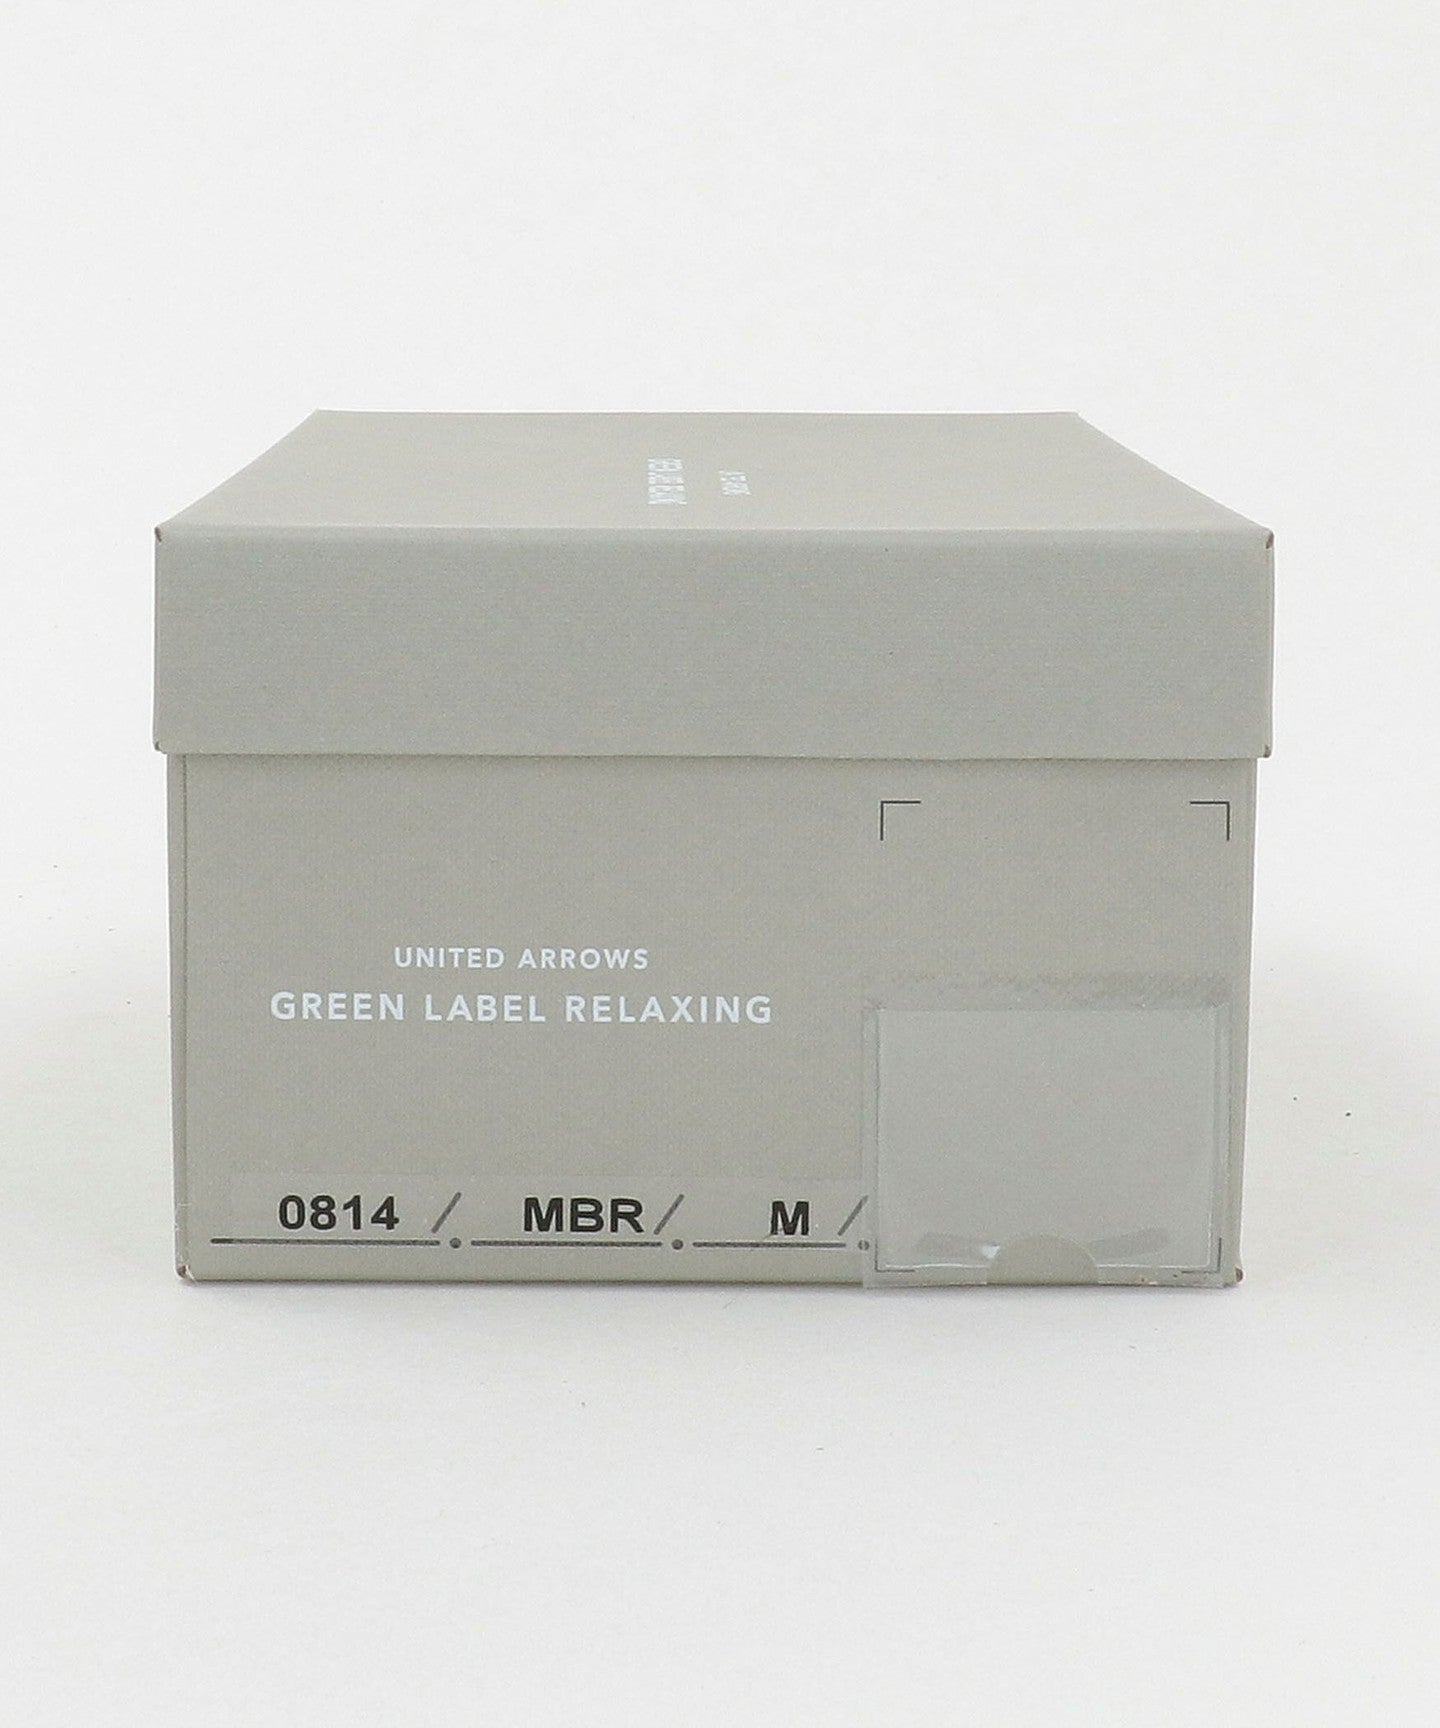 UNITED ARROWS
GREEN LABEL RELAXING
0814 / MBR / M /